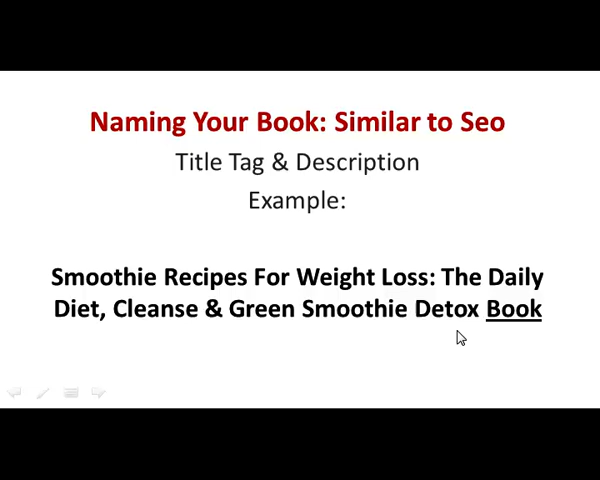 Naming Your Book: Similar to Seo
Title Tag & Description
Example:
Smoothie Recipes For Weight Loss: The Daily
Diet, Cleanse & Green Smoothie Detox Book